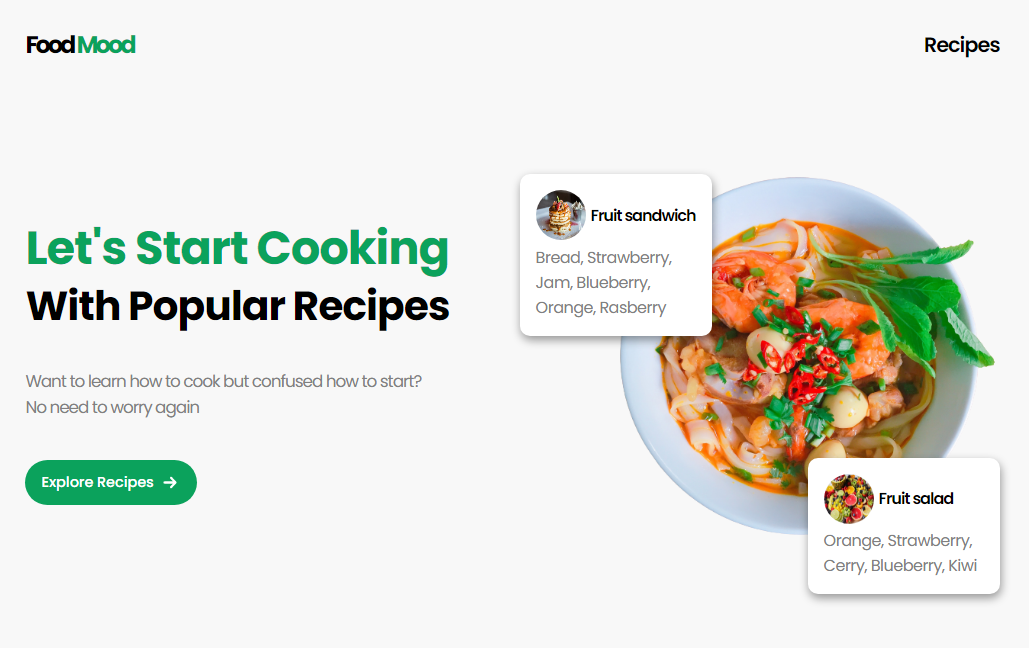 FoodMood
Recipes
Let's Start Cooking
With Popular Recipes
Want to learn how to cook but confused how to start?
No need to worry again
Explore Recipes
Fruit sandwich
Bread, Strawberry,
Jam, Blueberry,
Orange, Rasberry
Fruit salad
Orange, Strawberry,
Cerry, Blueberry, Kiwi